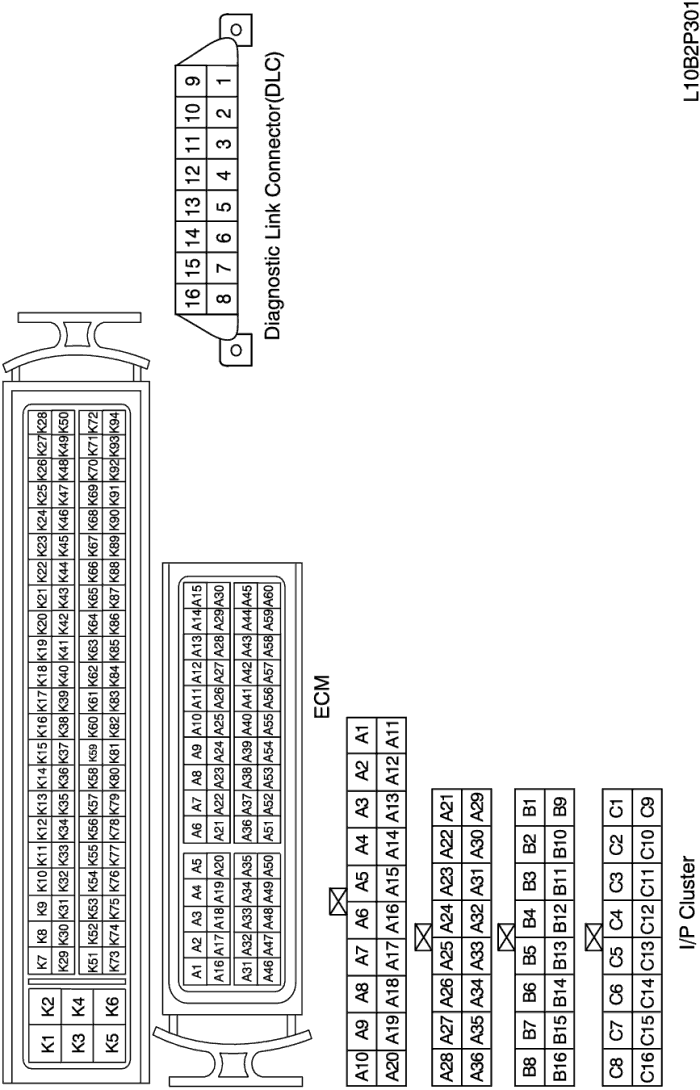 K1 K2 K7 K8 K9 K10 K11 K12 K13 K14 K15 K16 K17 K18 K19 K20 K21 K22 K23 K24 K25 K26 K27 K28
K29 K30 K31 K32 K33 K34 K35 K36 K37 K38 K39 K40 K41 K42 K43 K44 K45 K46 K47 K48 K49 K50
K3 K4
K51 K52 K53 K54 K55 K56 K57 K58 K59 K60 K61 K62 K63 K64 K65 K66 K67 K68 K69 K70 K71 K72
K5 K6 K73 K74 K75 K76 K77 K78 K79 K80 K81 K82 K83 K84 K85 K86 K87 K88 K89 K90 K91 K92 K93 K94
A1 A2 A3 A4 A5 A6 A7 A8 A9 A10 A11 A12 A13 A14 A15
A16 A17 A18 A19 A20 A21 A22 A23 A24 A25 A26 A27 A28 A29 A30
A31 A32 A33 A34 A35 A36 A37 A38 A39 A40 A41 A42 A43 A44 A45
A46 A47 A48 A49 A50 A51 A52 A53 A54 A55 A56 A57 A58 A59 A60
ECM
16 15 14 13 12 11 10 9
8 7 6 5 4 3 2 1
Diagnostic Link Connector(DLC)
A10 A9 A8 A7 A6 A5 A4 A3 A2 A1
A20 A19 A18 A17 A16 A15 A14 A13 A12 A11
A28 A27 A26 A25 A24 A23 A22 A21
A36 A35 A34 A33 A32 A31 A30 A29
B8 B7 B6 B5 B4 B3 B2 B1
B16 B15 B14 B13 B12 B11 B10 B9
C8 C7 C6 C5 C4 C3 C2 C1
C16 C15 C14 C13 C12 C11 C10 C9
I/P Cluster
L10B2P301